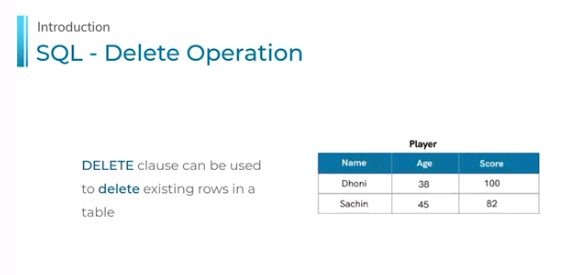 Introduction
SQL - Delete Operation
DELETE clause can be used
to delete existing rows in a
table
Player
Name Age Score
Dhoni 38 100
Sachin 45 82